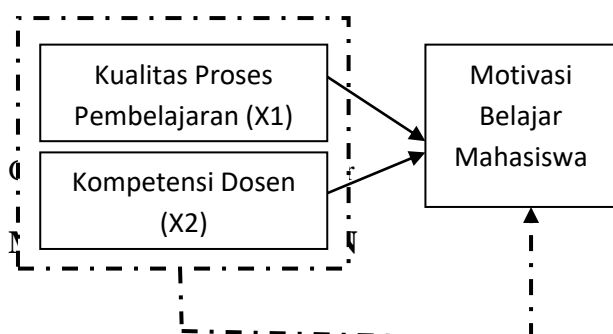 Kualitas Proses
Pembelajaran (X1)
Kompetensi Dosen
(X2)
Motivasi
Belajar
Mahasiswa